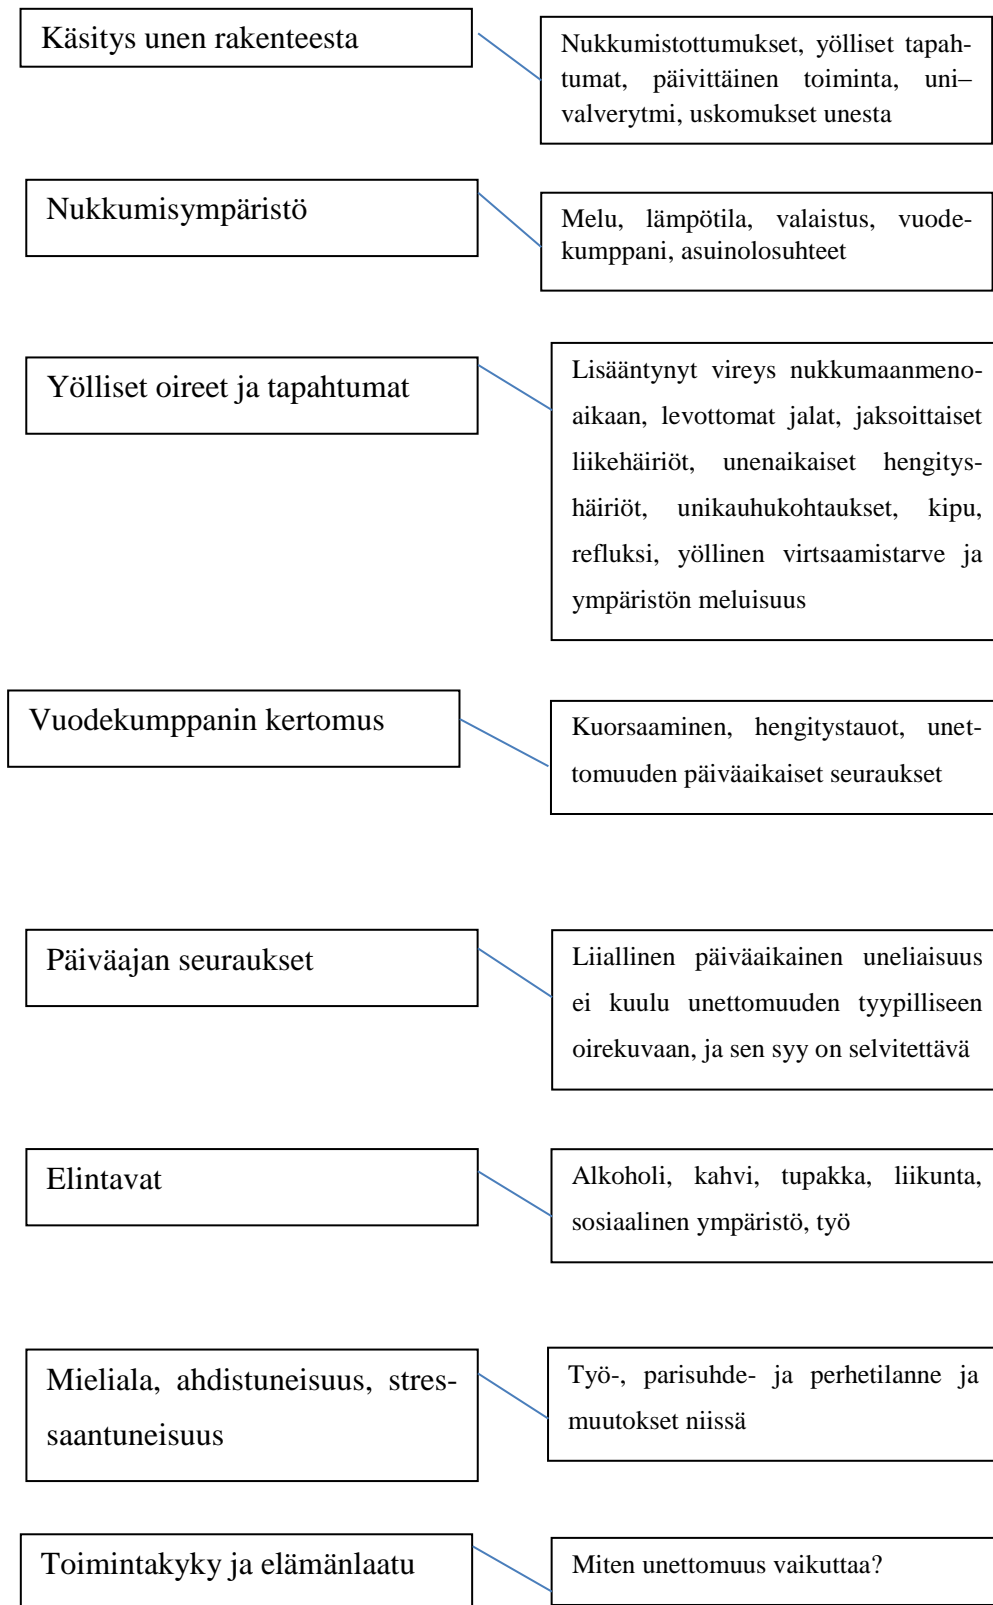 Käsitys unen rakenteesta
Nukkumistottumukset, yölliset tapah-
tumat, päivittäinen toiminta, uni–
valverytmi, uskomukset unesta
Nukkumisympäristö
Melu, lämpötila, valaistus, vuode-
kumppani, asuinolosuhteet
Yölliset oireet ja tapahtumat
Lisääntynyt vireys nukkumaanmeno-
aikaan, levottomat jalat, jaksoittaiset
liikehäiriöt, unenaikaiset hengitys-
häiriöt, unikauhukohtaukset, kipu,
refluksi, yöllinen virtsaamistarve ja
ympäristön meluisuus
Vuodekumppanin kertomus
Kuorsaaminen, hengitystauot, unet-
tomuuden päiväaikaiset seuraukset
Päiväajan seuraukset
Liiallinen päiväaikainen uneliaisuus
ei kuulu unettomuuden tyypilliseen
oirekuvaan, ja sen syy on selvitettävä
Elintavat
Alkoholi, kahvi, tupakka, liikunta,
sosiaalinen ympäristö, työ
Mieliala, ahdistuneisuus, stres-
saantuneisuus
Työ-, parisuhde- ja perhetilanne ja
muutokset niissä
Toimintakyky ja elämänlaatu
Miten unettomuus vaikuttaa?